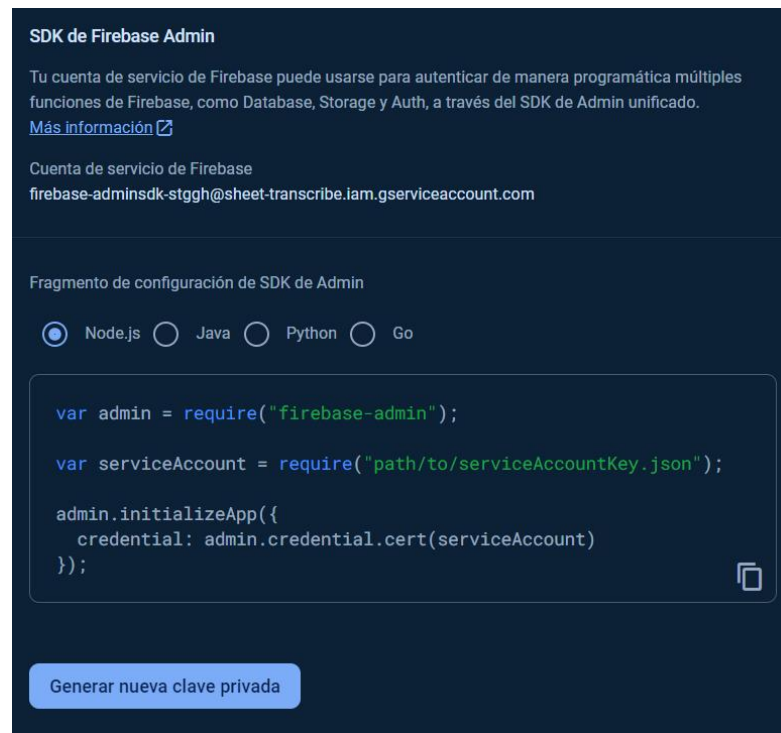 SDK de Firebase Admin
Tu cuenta de servicio de Firebase puede usarse para autenticar de manera programática múltiples
funciones de Firebase, como Database, Storage y Auth, a través del SDK de Admin unificado.
Más información
Cuenta de servicio de Firebase
firebase-adminsdk-stggh@sheet-transcribe.iam.gserviceaccount.com
Fragmento de configuración de SDK de Admin
Node.js Java Python Go
var admin = require("firebase-admin");
var serviceAccount = require("path/to/serviceAccountKey.json");
admin.initializeApp({
  credential: admin.credential.cert(serviceAccount)
});
Generar nueva clave privada